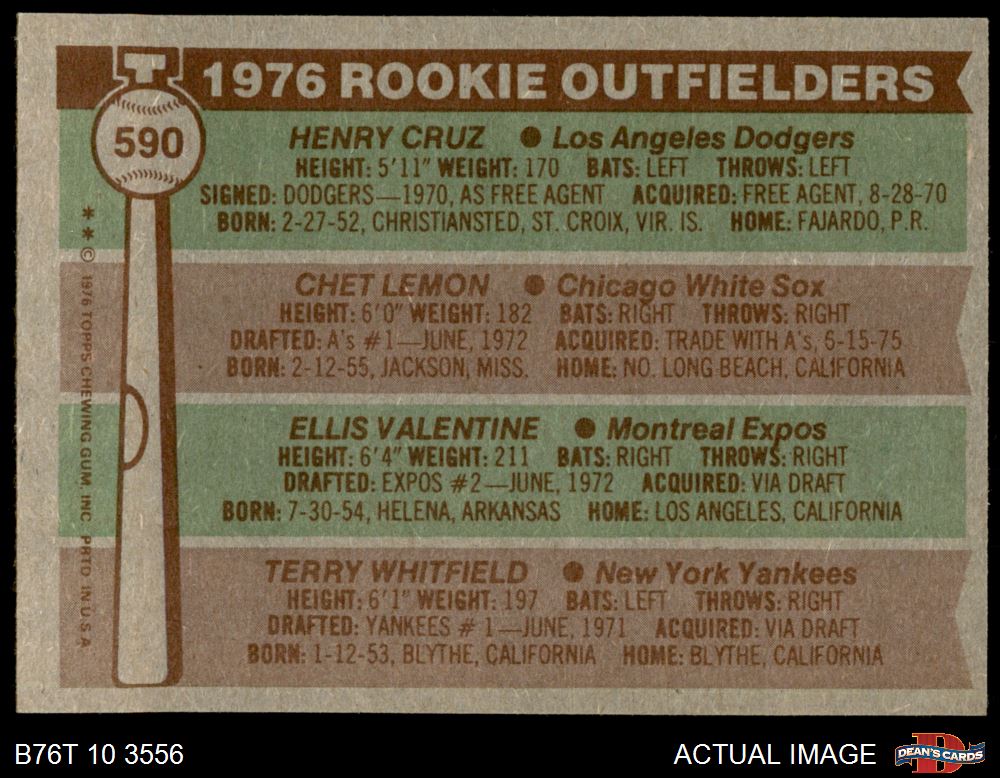 T
1976 ROOKIE OUTFIELDERS
590
HENRY CRUZ ● Los Angeles Dodgers
HEIGHT: 5'11" WEIGHT: 170 BATS: LEFT THROWS: LEFT
SIGNED: DODGERS—1970, AS FREE AGENT ACQUIRED: FREE AGENT, 8-28-70
BORN: 2-27-52, CHRISTIANSTED, ST. CROIX, VIR. IS. HOME: FAJARDO, P.R.
CHET LEMON ● Chicago White Sox
HEIGHT: 6'0" WEIGHT: 182 BATS: RIGHT THROWS: RIGHT
DRAFTED: A's #1—JUNE, 1972 ACQUIRED: TRADE WITH A's, 6-15-75
BORN: 2-12-55, JACKSON, MISS. HOME: NO. LONG BEACH, CALIFORNIA
ELLIS VALENTINE ● Montreal Expos
HEIGHT: 6'4" WEIGHT: 211 BATS: RIGHT THROWS: RIGHT
DRAFTED: EXPOS #2—JUNE, 1972 ACQUIRED: VIA DRAFT
BORN: 7-30-54, HELENA, ARKANSAS HOME: LOS ANGELES, CALIFORNIA
TERRY WHITFIELD ● New York Yankees
HEIGHT: 6'1" WEIGHT: 197 BATS: LEFT THROWS: RIGHT
DRAFTED: YANKEES # 1—JUNE, 1971 ACQUIRED: VIA DRAFT
BORN: 1-12-53, BLYTHE, CALIFORNIA HOME: BLYTHE, CALIFORNIA
** © 1976 TOPPS CHEWING GUM, INC. PRTD. IN U.S.A.
B76T 10 3556
ACTUAL IMAGE
D
DEAN'S CARDS